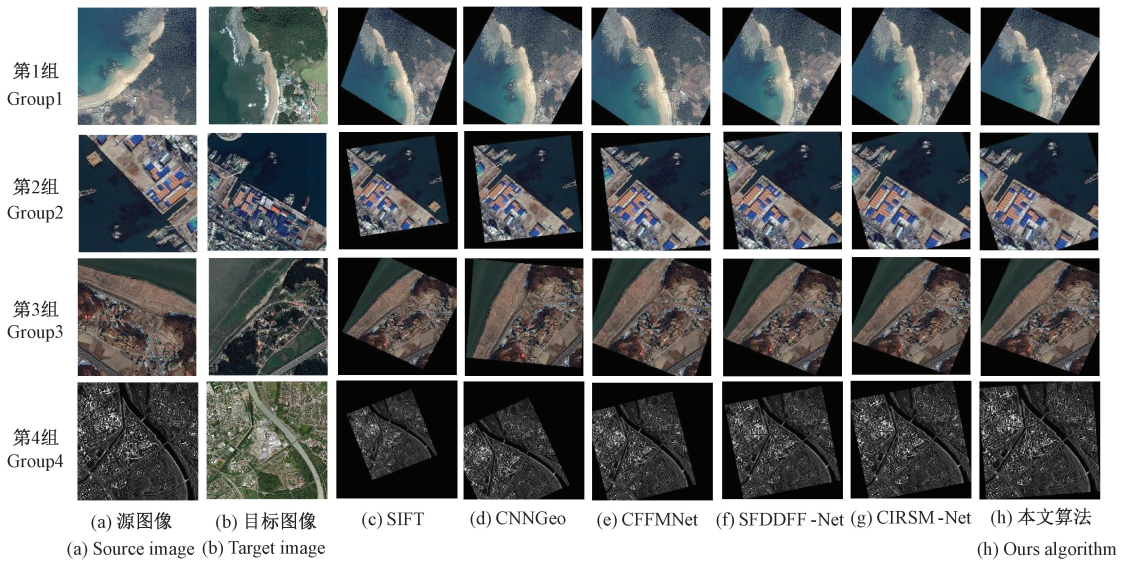 第1组
Group1
第2组
Group2
第3组
Group3
第4组
Group4
(a) 源图像 (b) 目标图像 (c) SIFT (d) CNNGeo (e) CFFMNet (f) SFDDFF -Net (g) CIRSM -Net (h) 本文算法
(a) Source image (b) Target image (h) Ours algorithm